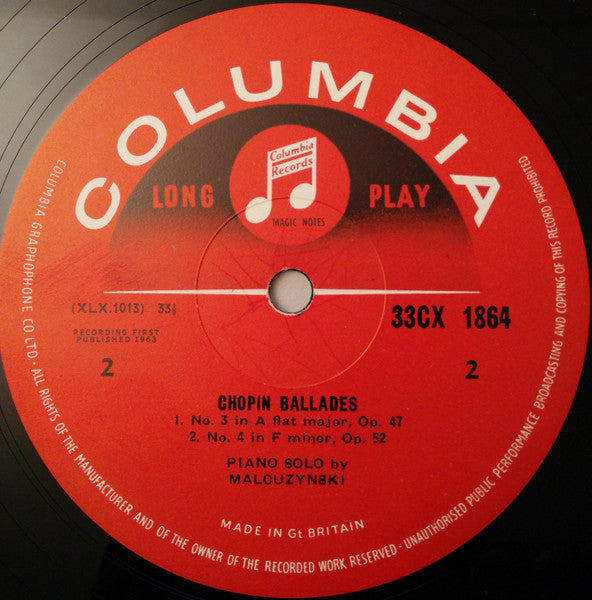 COLUMBIA
Columbia
Records
MAGIC NOTES
LONG PLAY
(XLX.1013) 33⅓
33CX 1864
RECORDING FIRST
PUBLISHED 1963
2
2
CHOPIN BALLADES
1. No. 3 in A flat major, Op. 47
2. No. 4 in F minor, Op. 52
PIANO SOLO by
MALCUZYNSKI
MADE IN Gt. BRITAIN
COLUMBIA GRAPHOPHONE CO LTD · ALL RIGHTS OF THE MANUFACTURER AND OF THE OWNER OF THE RECORDED WORK RESERVED · UNAUTHORISED PUBLIC PERFORMANCE BROADCASTING AND COPYING OF THIS RECORD PROHIBITED